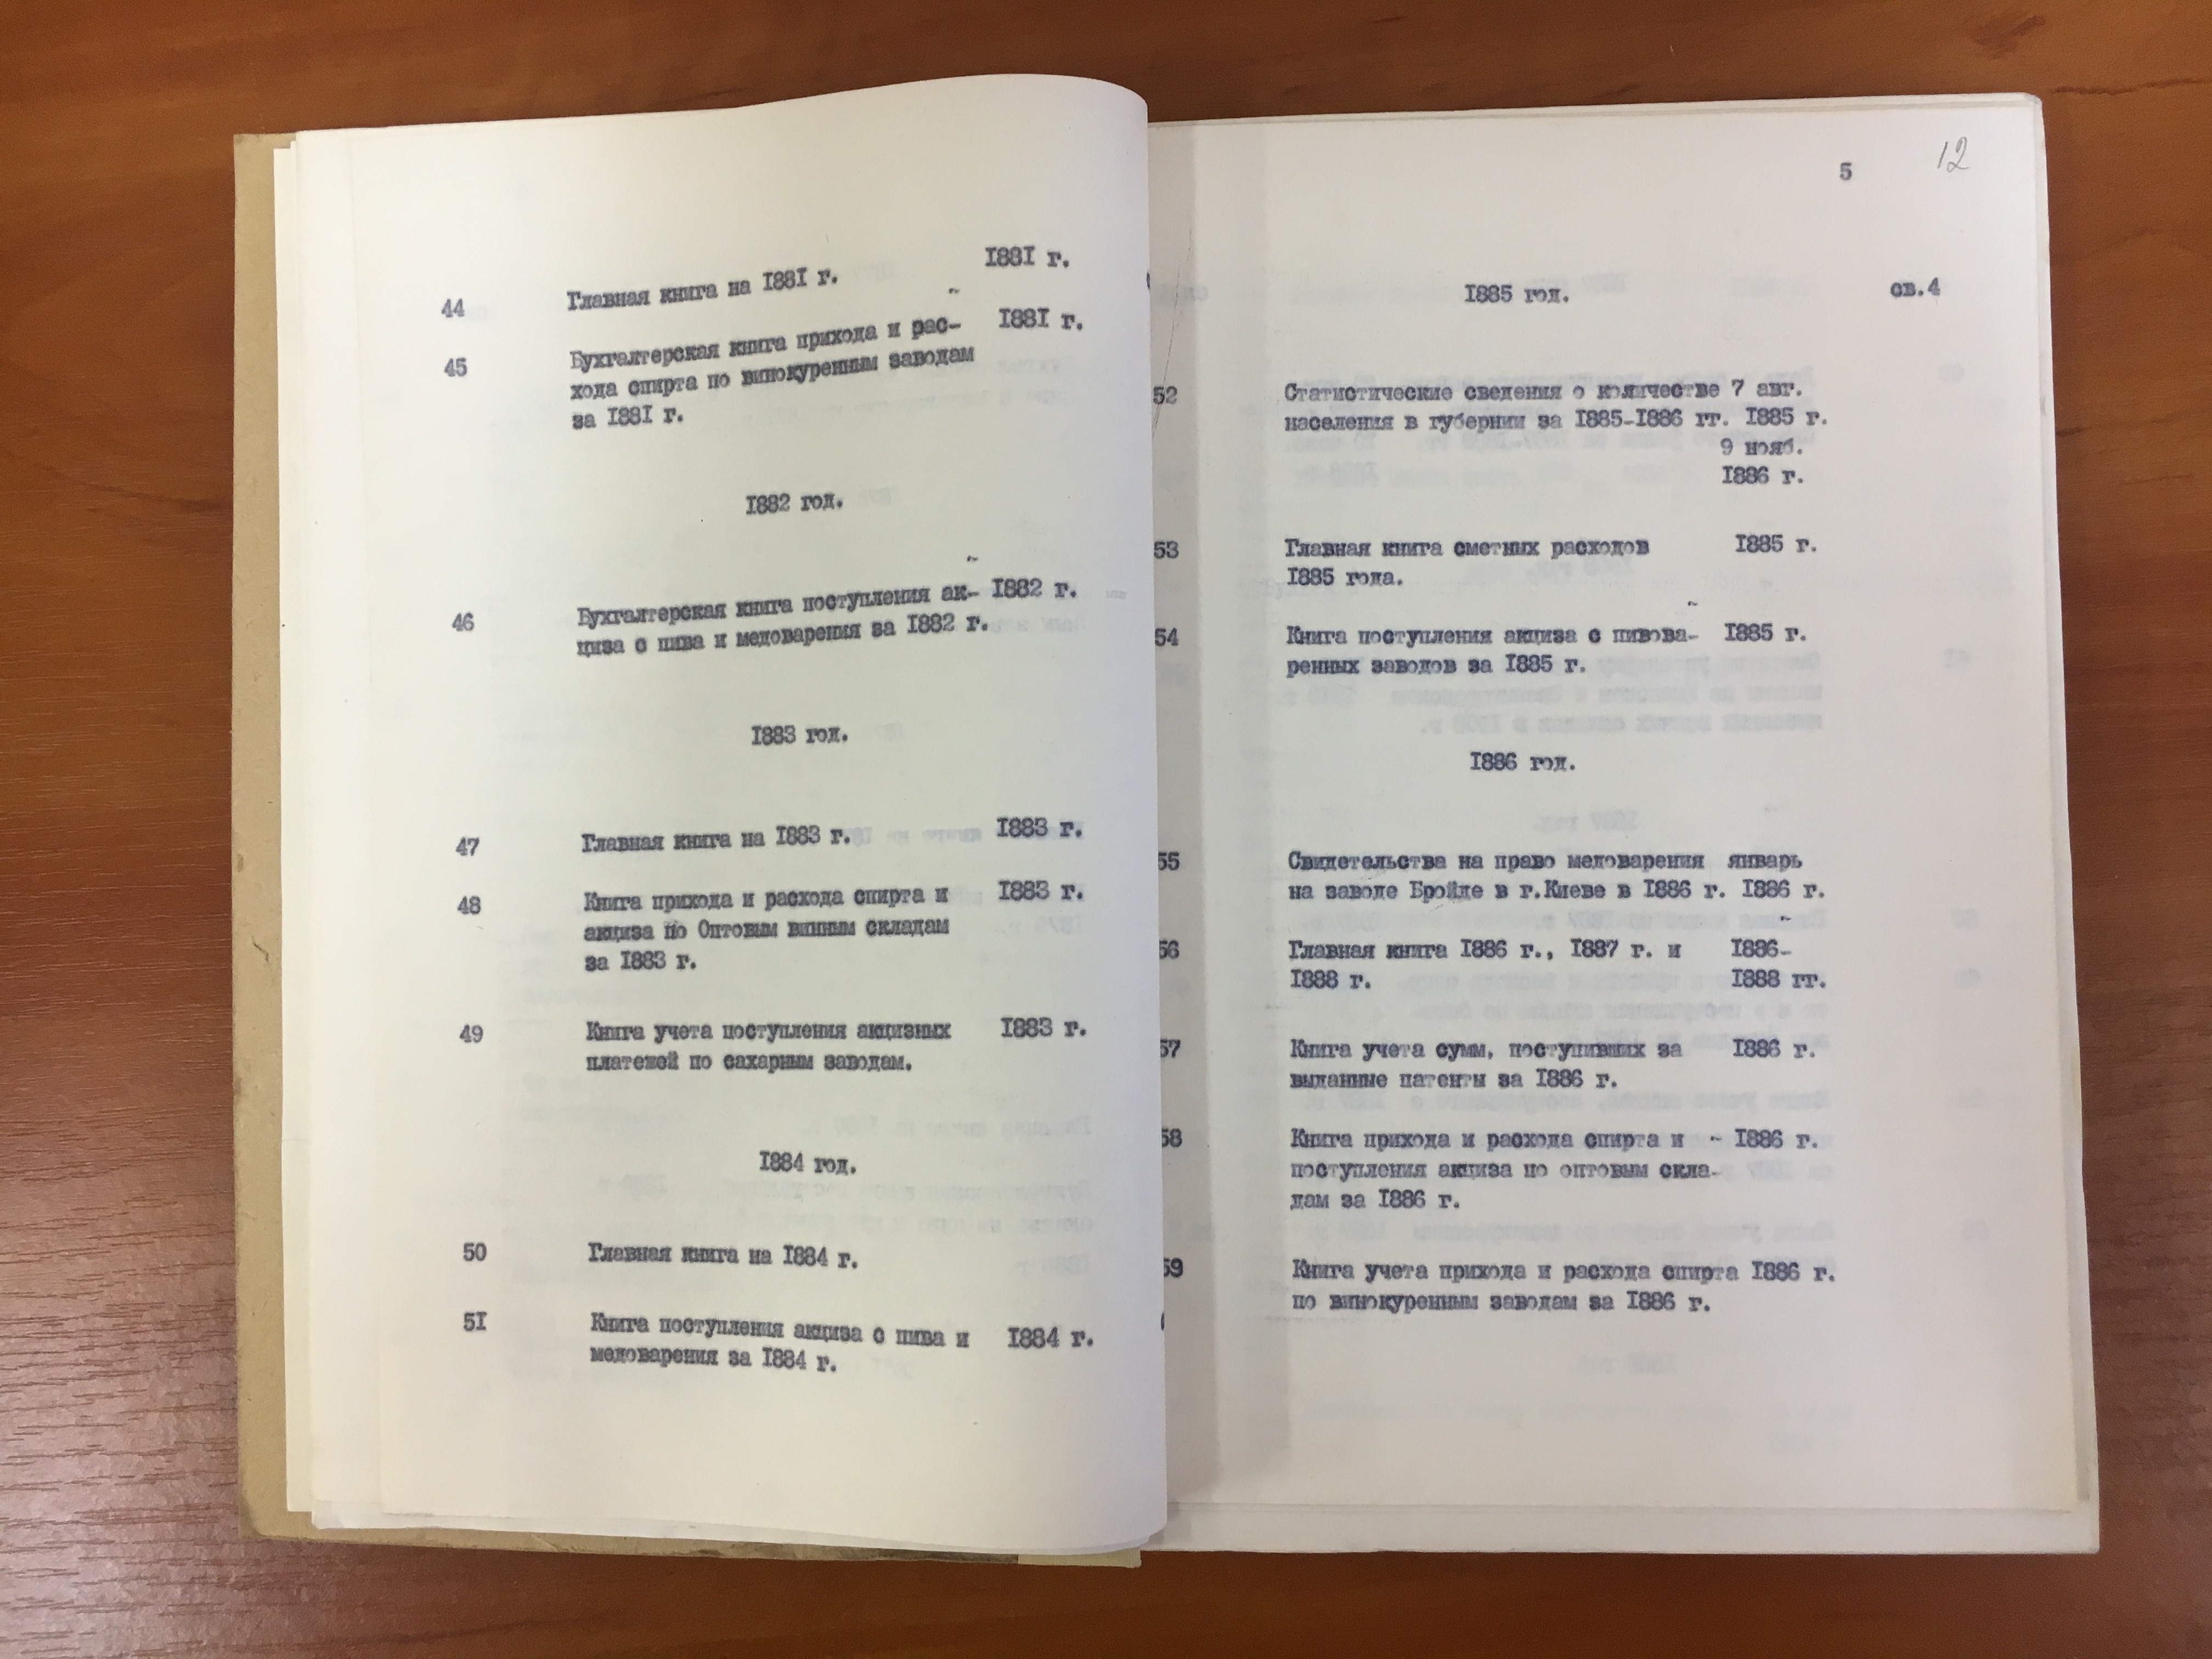 1881 г.
44 Главная книга на 1881 г.
45 Бухгалтерская книга прихода и рас- 1881 г.
хода спирта по винокуренным заводам
за 1881 г.
1882 год.
46 Бухгалтерская книга поступления ак- 1882 г.
циза с пива и медоварения за 1882 г.
1883 год.
47 Главная книга на 1883 г. 1883 г.
48 Книга прихода и расхода спирта и 1883 г.
акциза по Оптовым винным складам
за 1883 г.
49 Книга учета поступления акцизных 1883 г.
платежей по сахарным заводам.
1884 год.
50 Главная книга на 1884 г.
51 Книга поступления акциза с пива и 1884 г.
медоварения за 1884 г.
5 12
1885 год. св.4
52 Статистические сведения о количестве 7 авг.
населения в губернии за 1885-1886 гг. 1885 г.
9 нояб.
1886 г.
53 Главная книга сметных расходов 1885 г.
1885 года.
54 Книга поступления акциза с пивова- 1885 г.
ренных заводов за 1885 г.
1886 год.
55 Свидетельства на право медоварения январь
на заводе Бройде в г.Киеве в 1886 г. 1886 г.
56 Главная книга 1886 г., 1887 г. и 1886-
1888 г. 1888 гг.
57 Книга учета сумм, поступивших за 1886 г.
выданные патенты за 1886 г.
58 Книга прихода и расхода спирта и 1886 г.
поступления акциза по оптовым скла-
дам за 1886 г.
59 Книга учета прихода и расхода спирта 1886 г.
по винокуренным заводам за 1886 г.